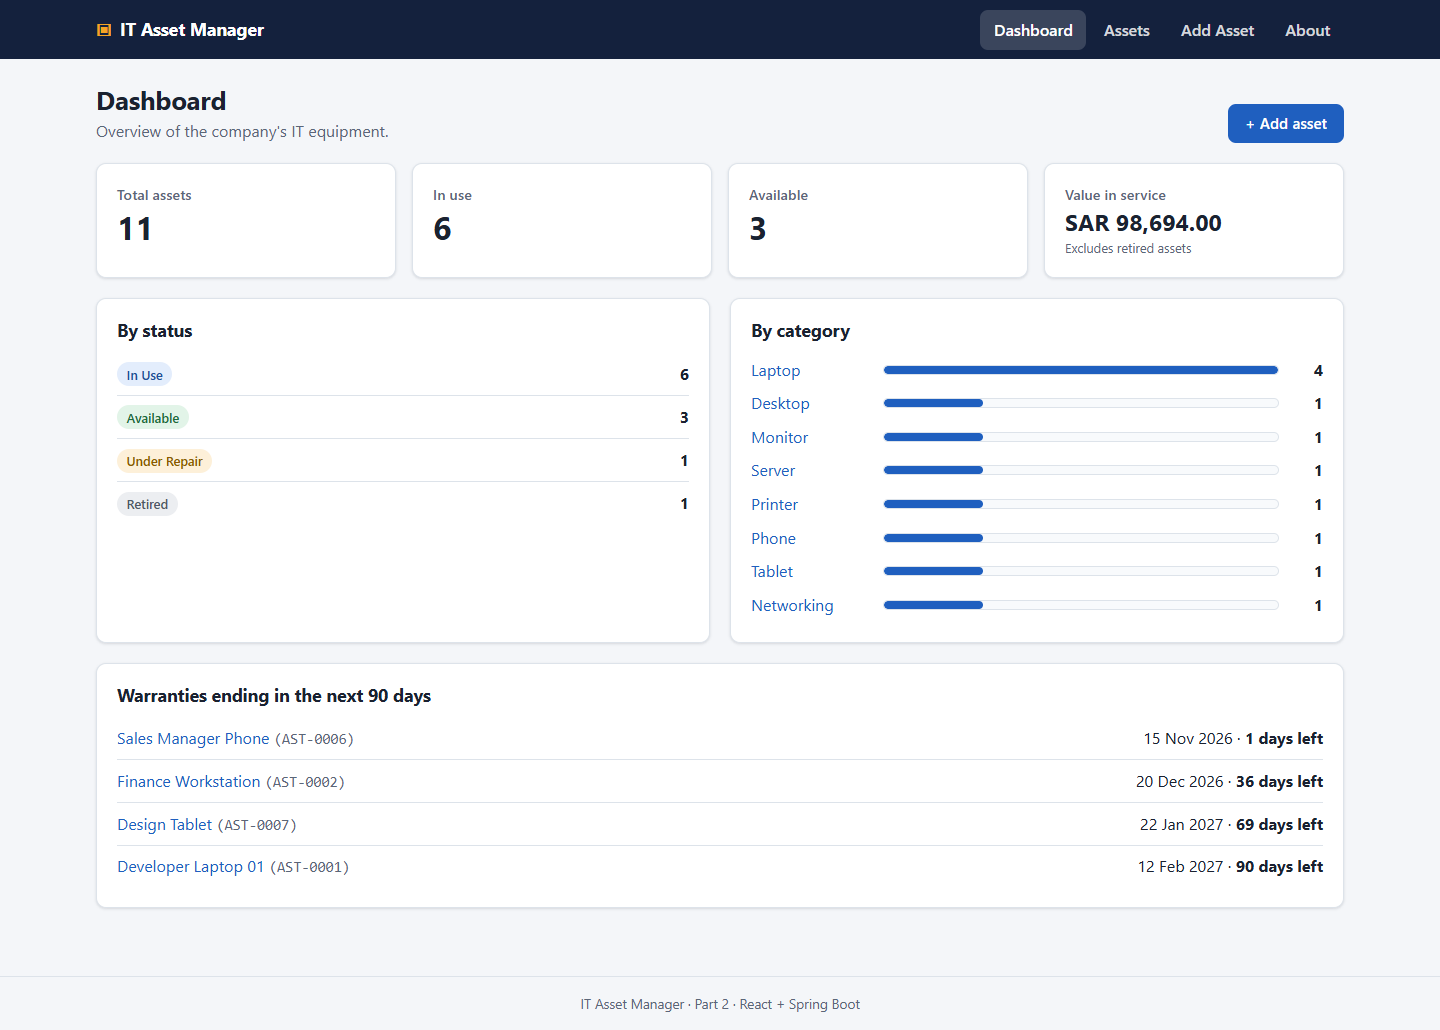 IT Asset Manager
Dashboard
Assets
Add Asset
About
Dashboard
Overview of the company's IT equipment.
+ Add asset
Total assets
11
In use
6
Available
3
Value in service
SAR 98,694.00
Excludes retired assets
By status
In Use 6
Available 3
Under Repair 1
Retired 1
By category
Laptop 4
Desktop 1
Monitor 1
Server 1
Printer 1
Phone 1
Tablet 1
Networking 1
Warranties ending in the next 90 days
Sales Manager Phone (AST-0006) 15 Nov 2026 · 1 days left
Finance Workstation (AST-0002) 20 Dec 2026 · 36 days left
Design Tablet (AST-0007) 22 Jan 2027 · 69 days left
Developer Laptop 01 (AST-0001) 12 Feb 2027 · 90 days left
IT Asset Manager · Part 2 · React + Spring Boot